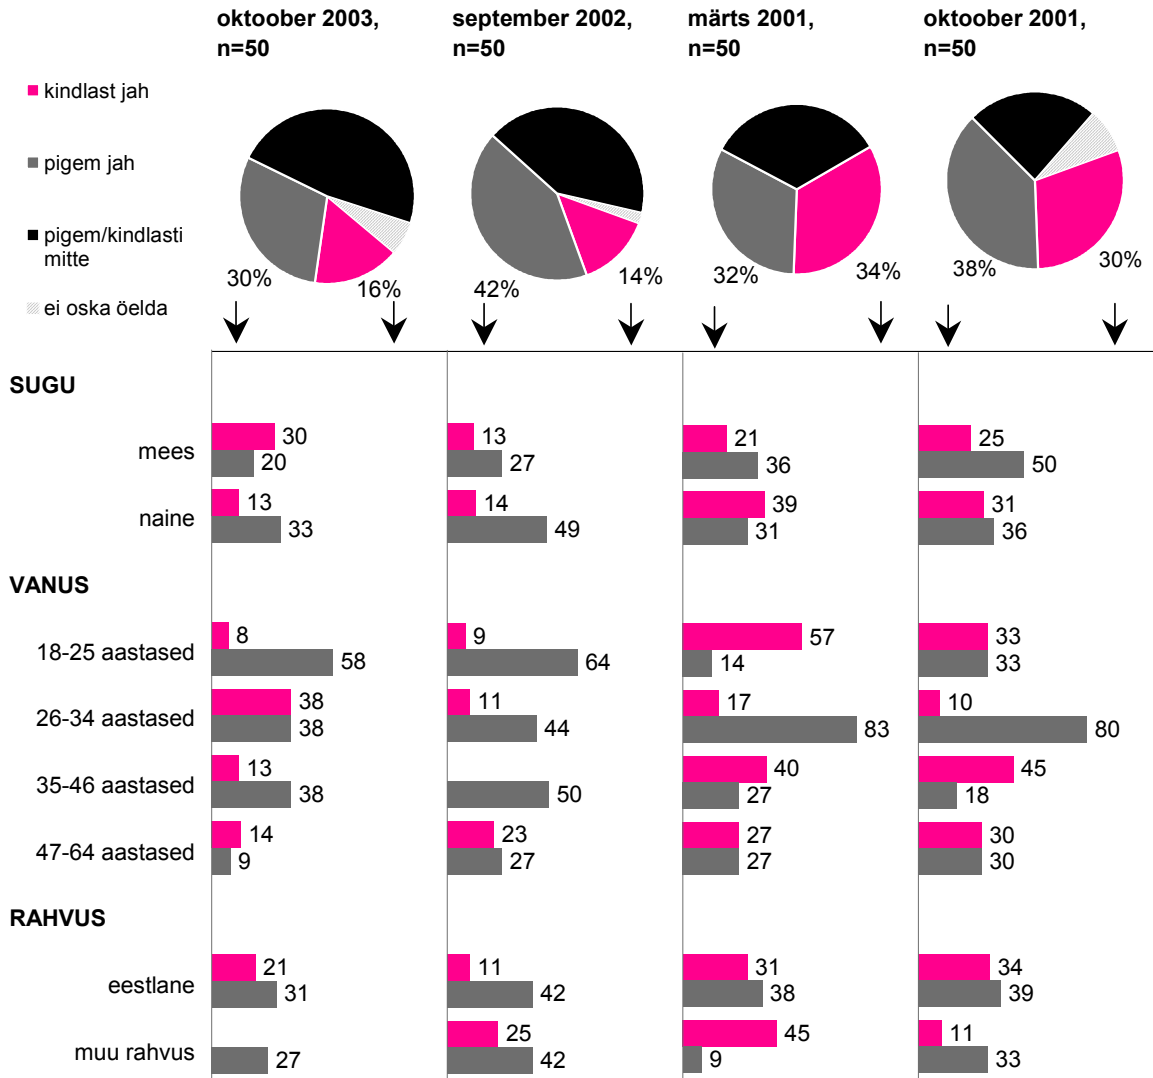 oktoober 2003,
n=50
september 2002,
n=50
märts 2001,
n=50
oktoober 2001,
n=50
kindlast jah
pigem jah
pigem/kindlasti
mitte
ei oska öelda
30%
16%
42%
14%
32%
34%
38%
30%
SUGU
mees
30
20
13
27
21
36
25
50
naine
13
33
14
49
39
31
31
36
VANUS
18-25 aastased
8
58
9
64
57
14
33
33
26-34 aastased
38
38
11
44
17
83
10
80
35-46 aastased
13
38
50
40
27
45
18
47-64 aastased
14
9
23
27
27
27
30
30
RAHVUS
eestlane
21
31
11
42
31
38
34
39
muu rahvus
27
25
42
45
9
11
33